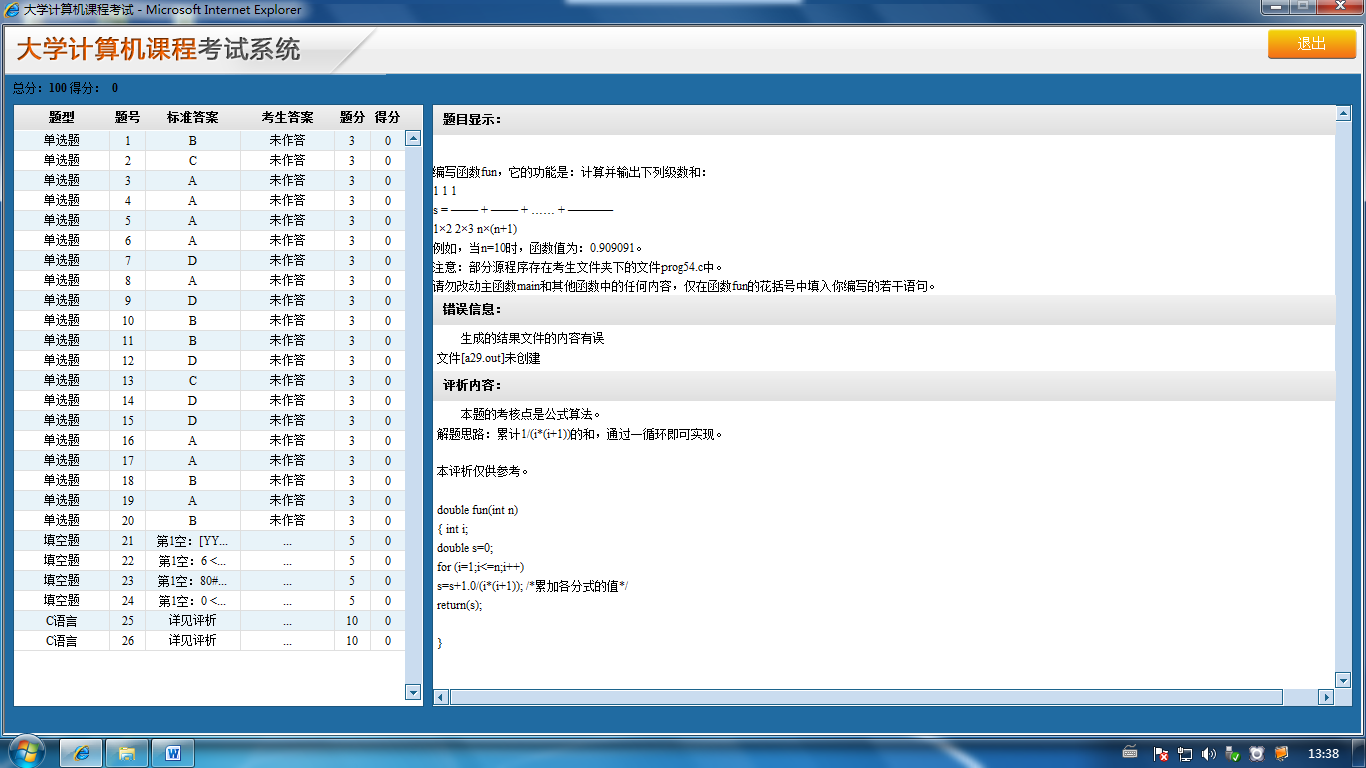 大学计算机课程考试 - Microsoft Internet Explorer
大学计算机课程考试系统
退出
总分：100 得分： 0
题型 题号 标准答案 考生答案 题分 得分
单选题 1 B 未作答 3 0
单选题 2 C 未作答 3 0
单选题 3 A 未作答 3 0
单选题 4 A 未作答 3 0
单选题 5 A 未作答 3 0
单选题 6 A 未作答 3 0
单选题 7 D 未作答 3 0
单选题 8 A 未作答 3 0
单选题 9 D 未作答 3 0
单选题 10 B 未作答 3 0
单选题 11 B 未作答 3 0
单选题 12 D 未作答 3 0
单选题 13 C 未作答 3 0
单选题 14 D 未作答 3 0
单选题 15 D 未作答 3 0
单选题 16 A 未作答 3 0
单选题 17 A 未作答 3 0
单选题 18 B 未作答 3 0
单选题 19 A 未作答 3 0
单选题 20 B 未作答 3 0
填空题 21 第1空：[YY... ... 5 0
填空题 22 第1空：6 <... ... 5 0
填空题 23 第1空：80#... ... 5 0
填空题 24 第1空：0 <... ... 5 0
C语言 25 详见评析 ... 10 0
C语言 26 详见评析 ... 10 0
题目显示：
编写函数fun，它的功能是：计算并输出下列级数和：
1 1 1
s = —— + —— + …… + ————
1×2 2×3 n×(n+1)
例如，当n=10时，函数值为：0.909091。
注意：部分源程序存在考生文件夹下的文件prog54.c中。
请勿改动主函数main和其他函数中的任何内容，仅在函数fun的花括号中填入你编写的若干语句。
错误信息：
生成的结果文件的内容有误
文件[a29.out]未创建
评析内容：
本题的考核点是公式算法。
解题思路：累计1/(i*(i+1))的和，通过一循环即可实现。
本评析仅供参考。
double fun(int n)
{ int i;
double s=0;
for (i=1;i<=n;i++)
s=s+1.0/(i*(i+1)); /*累加各分式的值*/
return(s);
}
13:38